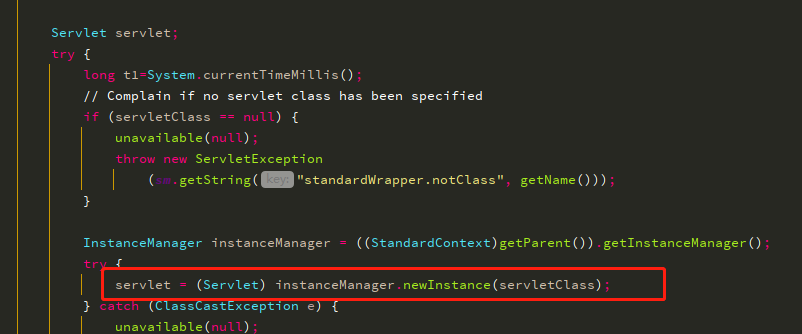 Servlet servlet;
try {
long t1=System.currentTimeMillis();
// Complain if no servlet class has been specified
if (servletClass == null) {
unavailable(null);
throw new ServletException
(sm.getString( key: "standardWrapper.notClass", getName()));
}
InstanceManager instanceManager = ((StandardContext)getParent()).getInstanceManager();
try {
servlet = (Servlet) instanceManager.newInstance(servletClass);
} catch (ClassCastException e) {
unavailable(null);